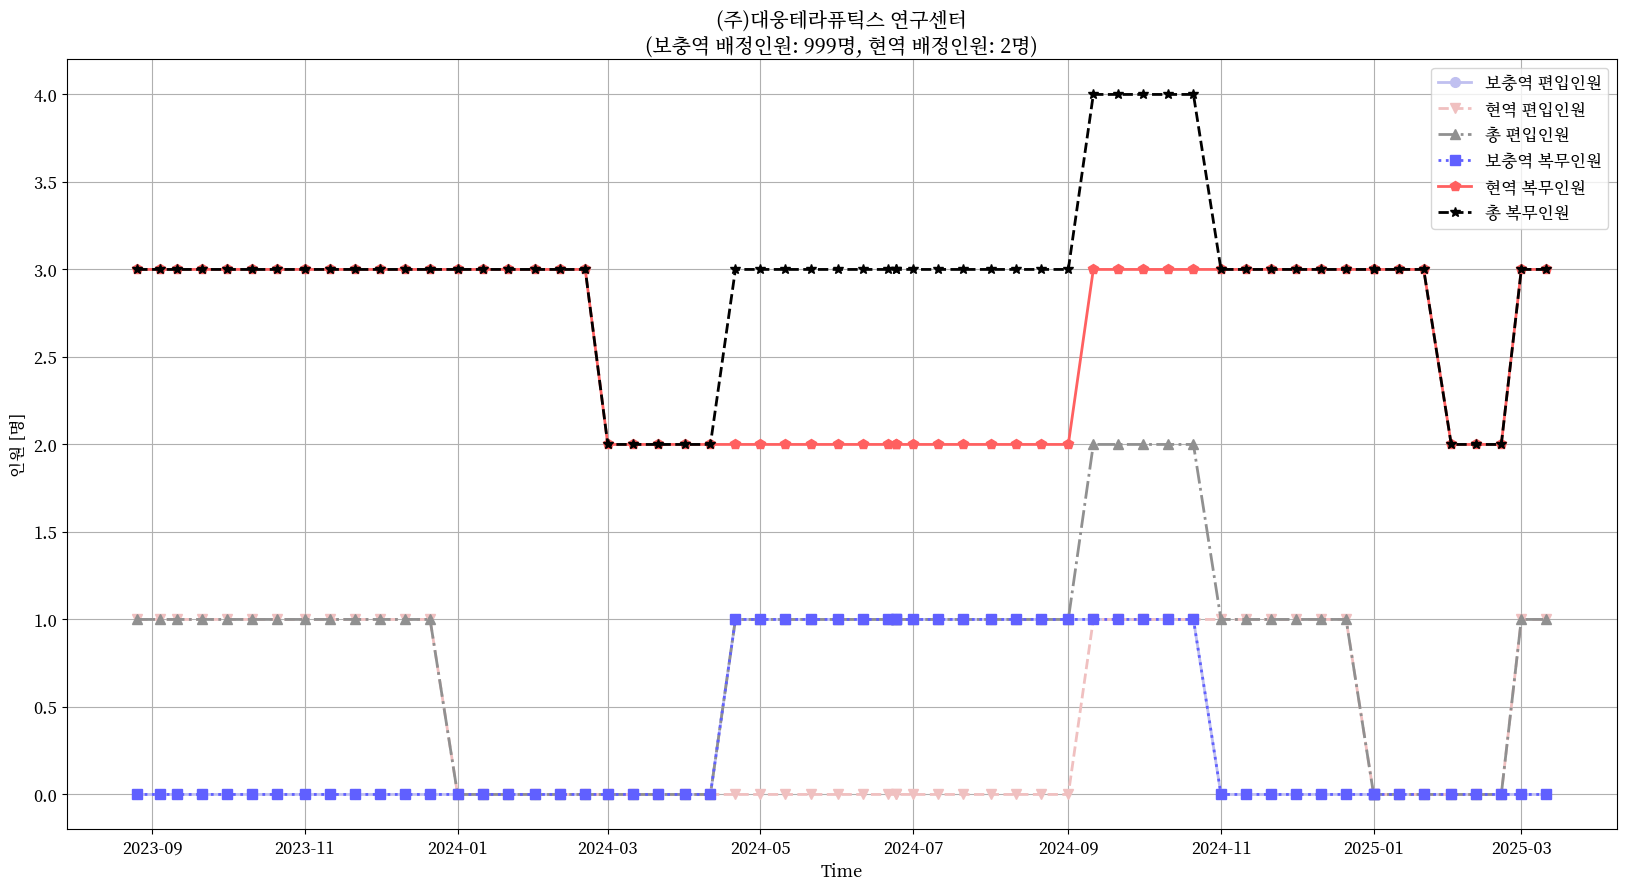 (주)대웅테라퓨틱스 연구센터
(보충역 배정인원: 999명, 현역 배정인원: 2명)
보충역 편입인원
현역 편입인원
총 편입인원
보충역 복무인원
현역 복무인원
총 복무인원
인원 [명]
4.0
3.5
3.0
2.5
2.0
1.5
1.0
0.5
0.0
2023-09
2023-11
2024-01
2024-03
2024-05
2024-07
2024-09
2024-11
2025-01
2025-03
Time